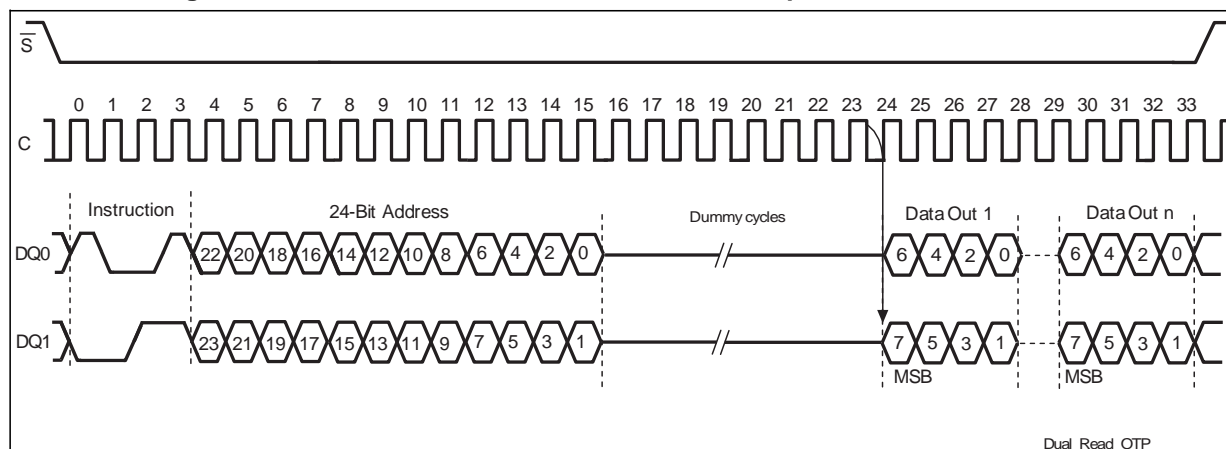 S
0 1 2 3 4 5 6 7 8 9 10 11 12 13 14 15 16 17 18 19 20 21 22 23 24 25 26 27 28 29 30 31 32 33
C
Instruction 24-Bit Address Dummy cycles Data Out 1 Data Out n
DQ0 22 20 18 16 14 12 10 8 6 4 2 0 6 4 2 0 6 4 2 0
DQ1 23 21 19 17 15 13 11 9 7 5 3 1 7 5 3 1 7 5 3 1
MSB MSB
Dual_Read_OTP